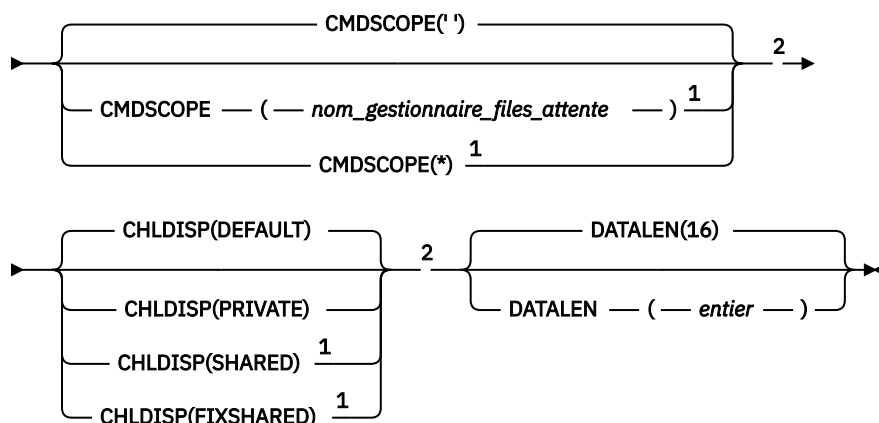 CMDSCOPE(' ')
2
CMDSCOPE ( nom_gestionnaire_files_attente ) 1
CMDSCOPE(*) 1
CHLDISP(DEFAULT) DATALEN(16)
2
CHLDISP(PRIVATE) DATALEN ( entier )
CHLDISP(SHARED) 1
CHLDISP(FIXSHARED) 1